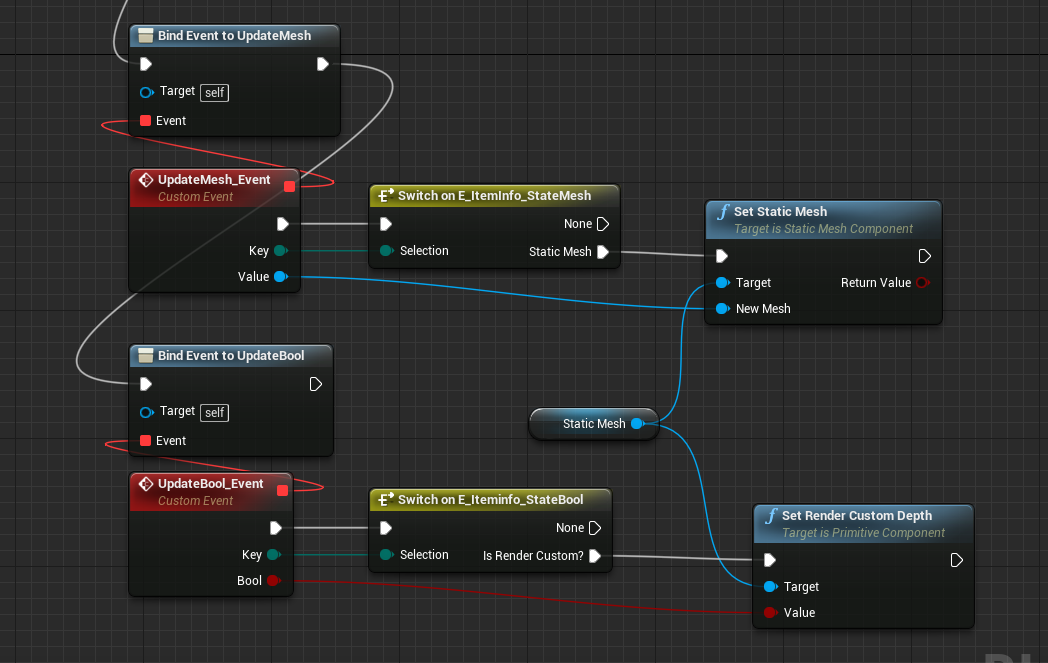 Bind Event to UpdateMesh
Target self
Event
UpdateMesh_Event
Custom Event
Key
Value
Switch on E_ItemInfo_StateMesh
None
Selection
Static Mesh
Set Static Mesh
Target is Static Mesh Component
Target
Return Value
New Mesh
Bind Event to UpdateBool
Target self
Event
Static Mesh
UpdateBool_Event
Custom Event
Key
Bool
Switch on E_Iteminfo_StateBool
None
Selection
Is Render Custom?
Set Render Custom Depth
Target is Primitive Component
Target
Value